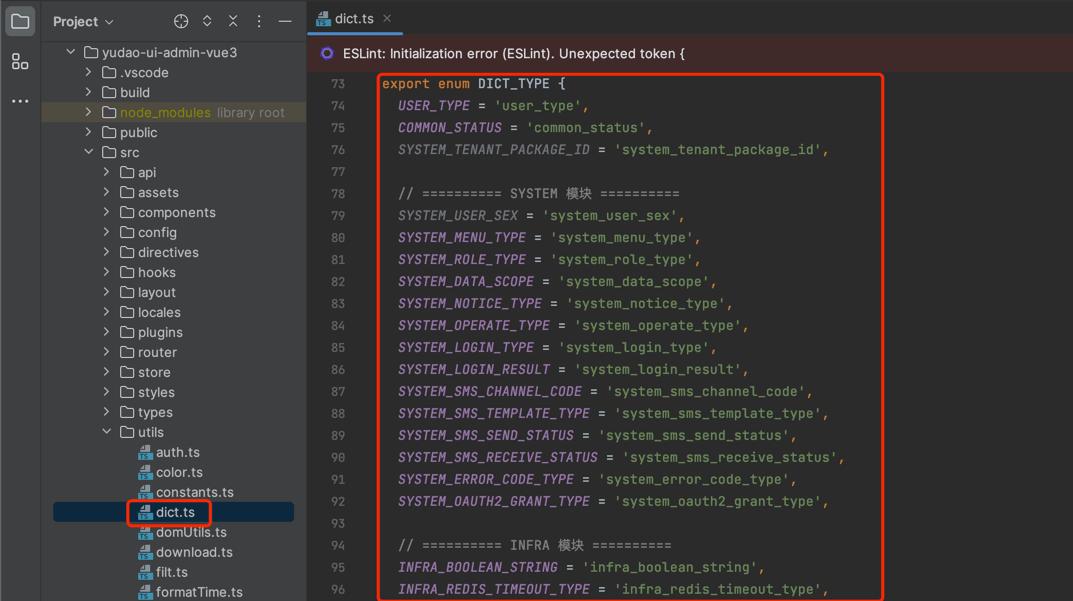 Project
dict.ts
ESLint: Initialization error (ESLint). Unexpected token {
yudao-ui-admin-vue3
.vscode
build
node_modules library root
public
src
api
assets
components
config
directives
hooks
layout
locales
plugins
router
store
styles
types
utils
auth.ts
color.ts
constants.ts
dict.ts
domUtils.ts
download.ts
filt.ts
formatTime.ts
73 export enum DICT_TYPE {
74 USER_TYPE = 'user_type',
75 COMMON_STATUS = 'common_status',
76 SYSTEM_TENANT_PACKAGE_ID = 'system_tenant_package_id',
77
78 // ========== SYSTEM 模块 ==========
79 SYSTEM_USER_SEX = 'system_user_sex',
80 SYSTEM_MENU_TYPE = 'system_menu_type',
81 SYSTEM_ROLE_TYPE = 'system_role_type',
82 SYSTEM_DATA_SCOPE = 'system_data_scope',
83 SYSTEM_NOTICE_TYPE = 'system_notice_type',
84 SYSTEM_OPERATE_TYPE = 'system_operate_type',
85 SYSTEM_LOGIN_TYPE = 'system_login_type',
86 SYSTEM_LOGIN_RESULT = 'system_login_result',
87 SYSTEM_SMS_CHANNEL_CODE = 'system_sms_channel_code',
88 SYSTEM_SMS_TEMPLATE_TYPE = 'system_sms_template_type',
89 SYSTEM_SMS_SEND_STATUS = 'system_sms_send_status',
90 SYSTEM_SMS_RECEIVE_STATUS = 'system_sms_receive_status',
91 SYSTEM_ERROR_CODE_TYPE = 'system_error_code_type',
92 SYSTEM_OAUTH2_GRANT_TYPE = 'system_oauth2_grant_type',
93
94 // ========== INFRA 模块 ==========
95 INFRA_BOOLEAN_STRING = 'infra_boolean_string',
96 INFRA_REDIS_TIMEOUT_TYPE = 'infra_redis_timeout_type',